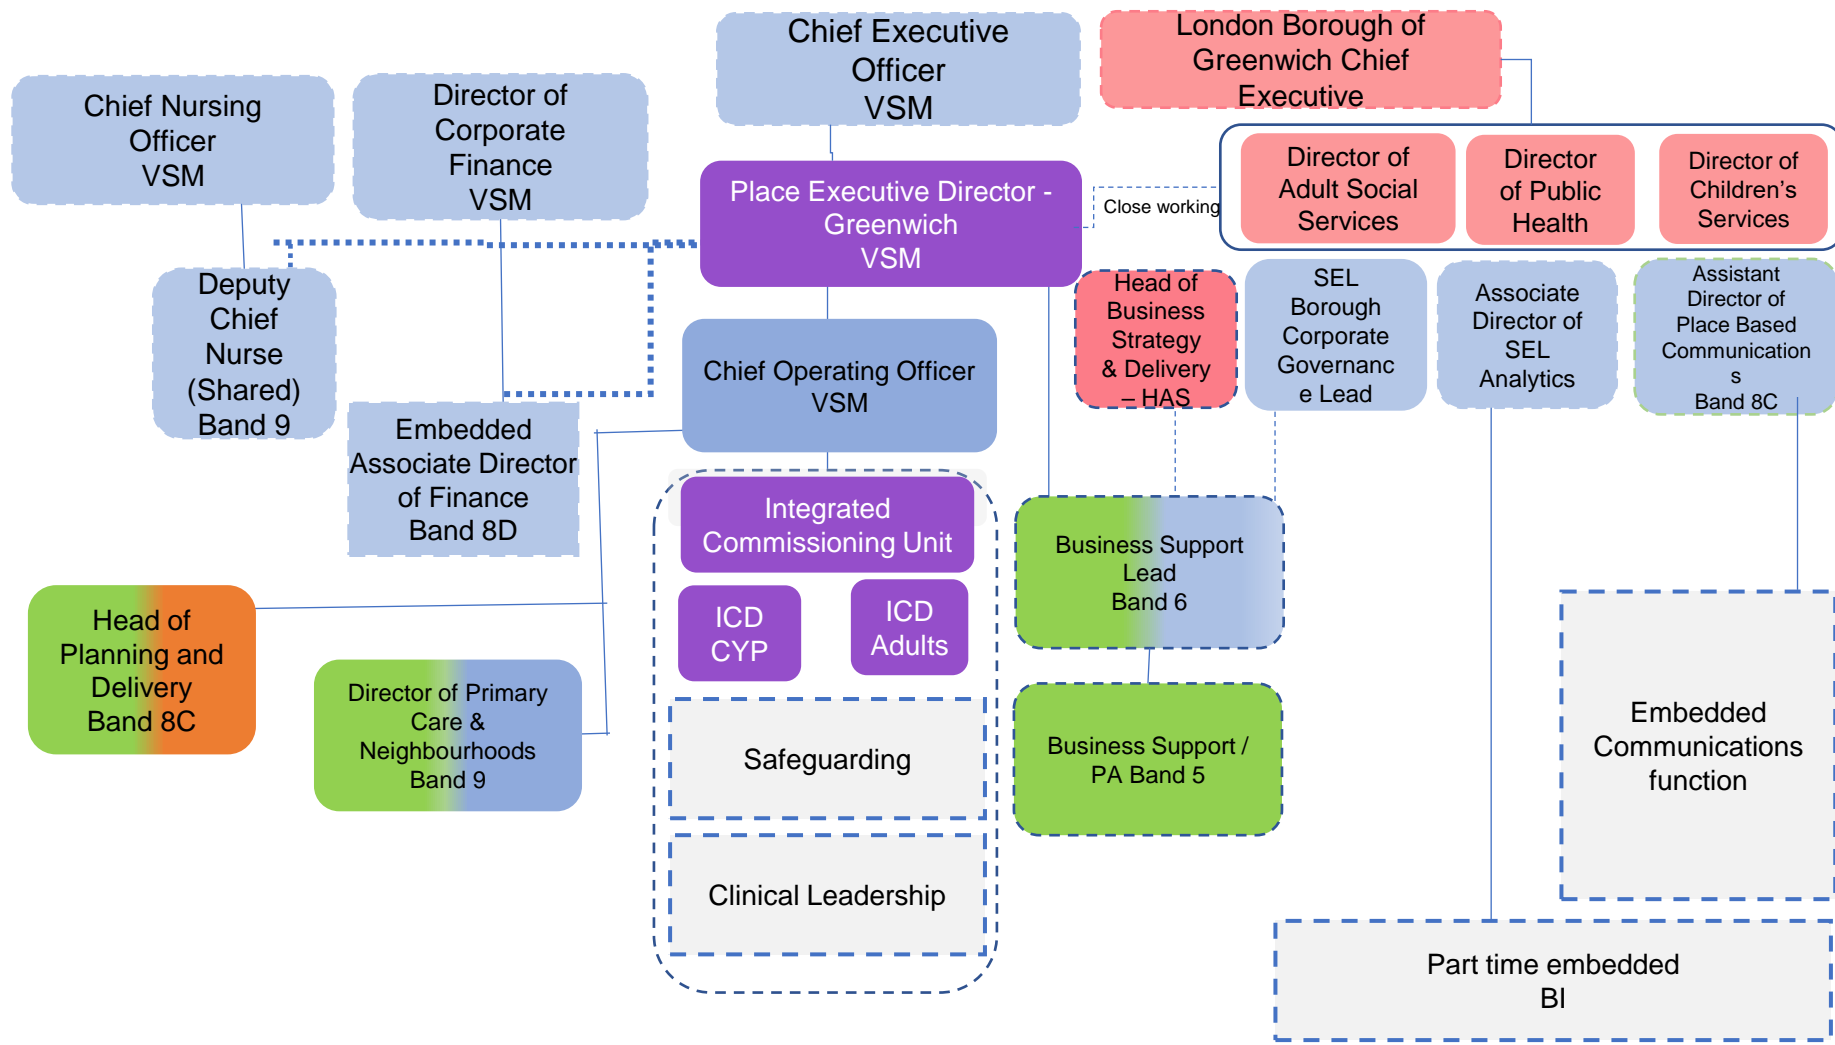 Chief Executive
Officer
VSM
London Borough of
Greenwich Chief
Executive
Chief Nursing
Officer
VSM
Director of
Corporate
Finance
VSM
Place Executive Director -
Greenwich
VSM
Close working
Director of
Adult Social
Services
Director
of Public
Health
Director of
Children’s
Services
Deputy
Chief
Nurse
(Shared)
Band 9
Embedded
Associate Director
of Finance
Band 8D
Chief Operating Officer
VSM
Head of
Business
Strategy
& Delivery
– HAS
SEL
Borough
Corporate
Governanc
e Lead
Associate
Director of
SEL
Analytics
Assistant
Director of
Place Based
Communication
s
Band 8C
Integrated
Commissioning Unit
ICD
CYP
ICD
Adults
Safeguarding
Clinical Leadership
Business Support
Lead
Band 6
Business Support /
PA Band 5
Head of
Planning and
Delivery
Band 8C
Director of Primary
Care &
Neighbourhoods
Band 9
Embedded
Communications
function
Part time embedded
BI